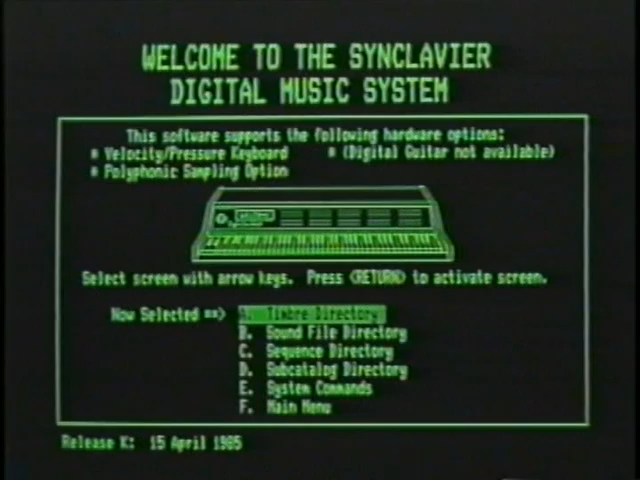 WELCOME TO THE SYNCLAVIER
DIGITAL MUSIC SYSTEM
This software supports the following hardware options:
* Velocity/Pressure Keyboard * (Digital Guitar not available)
* Polyphonic Sampling Option
Select screen with arrow keys. Press <RETURN> to activate screen.
Now Selected ==> A. Timbre Directory
B. Sound File Directory
C. Sequence Directory
D. Subcatalog Directory
E. System Commands
F. Main Menu
Release K: 15 April 1985